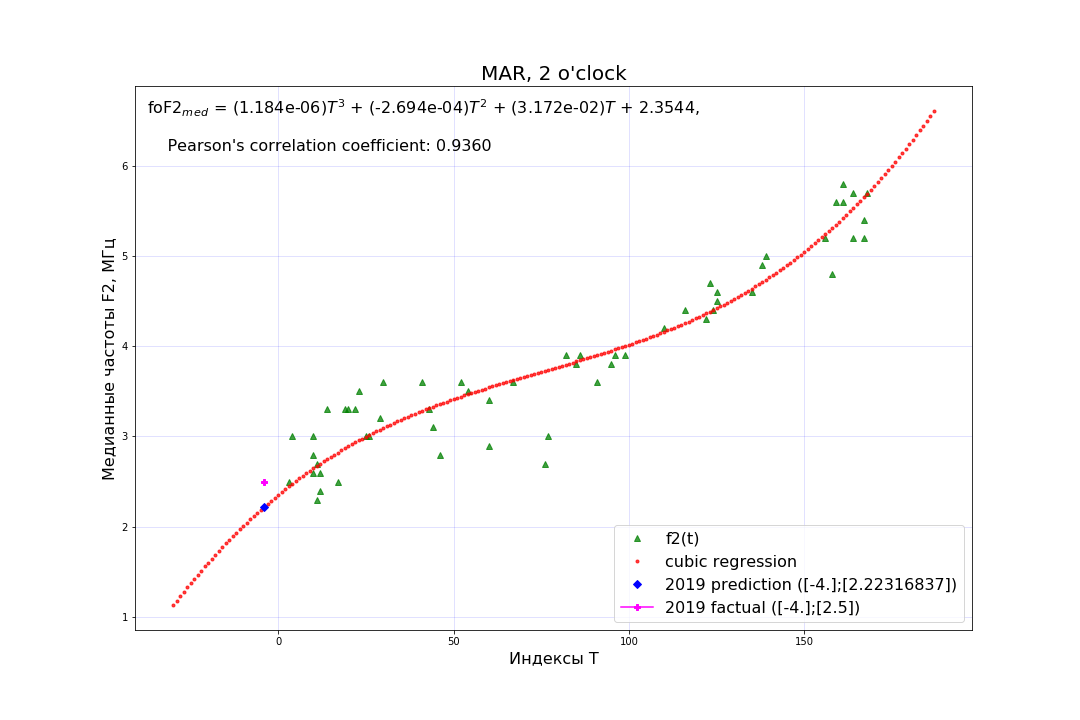 MAR, 2 o'clock
foF2med = (1.184e-06)T³ + (-2.694e-04)T² + (3.172e-02)T + 2.3544,
Pearson's correlation coefficient: 0.9360
Медианные частоты F2, МГц
6
5
4
3
2
1
f2(t)
cubic regression
2019 prediction ([-4.];[2.22316837])
2019 factual ([-4.];[2.5])
0 50 100 150
Индексы Т